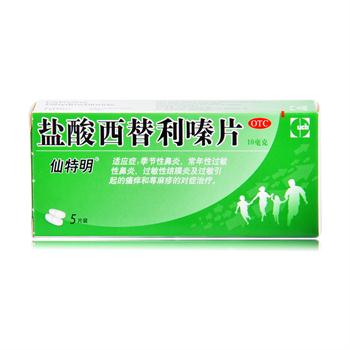 盐酸西替利嗪片
OTC
ucb
10毫克
仙特明®
适应症：季节性鼻炎、常年性过敏
性鼻炎、过敏性结膜炎及过敏引
起的瘙痒和荨麻疹的对症治疗。
5片装